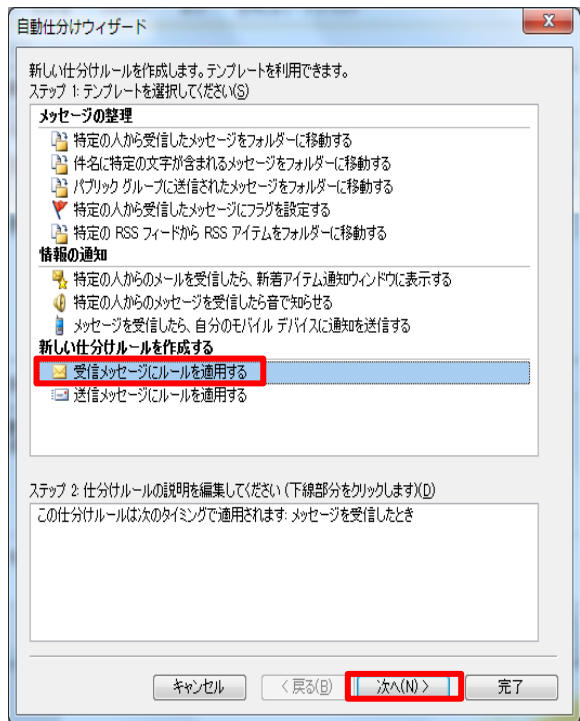 自動仕分けウィザード
新しい仕分けルールを作成します。テンプレートを利用できます。
ステップ 1: テンプレートを選択してください(S)
メッセージの整理
特定の人から受信したメッセージをフォルダーに移動する
件名に特定の文字が含まれるメッセージをフォルダーに移動する
パブリック グループに送信されたメッセージをフォルダーに移動する
特定の人から受信したメッセージにフラグを設定する
特定の RSS フィードから RSS アイテムをフォルダーに移動する
情報の通知
特定の人からのメールを受信したら、新着アイテム通知ウィンドウに表示する
特定の人からのメッセージを受信したら音で知らせる
メッセージを受信したら、自分のモバイル デバイスに通知を送信する
新しい仕分けルールを作成する
受信メッセージにルールを適用する
送信メッセージにルールを適用する
ステップ 2: 仕分けルールの説明を編集してください (下線部分をクリックします)(D)
この仕分けルールは次のタイミングで適用されます: メッセージを受信したとき
キャンセル < 戻る(B) 次へ(N) > 完了